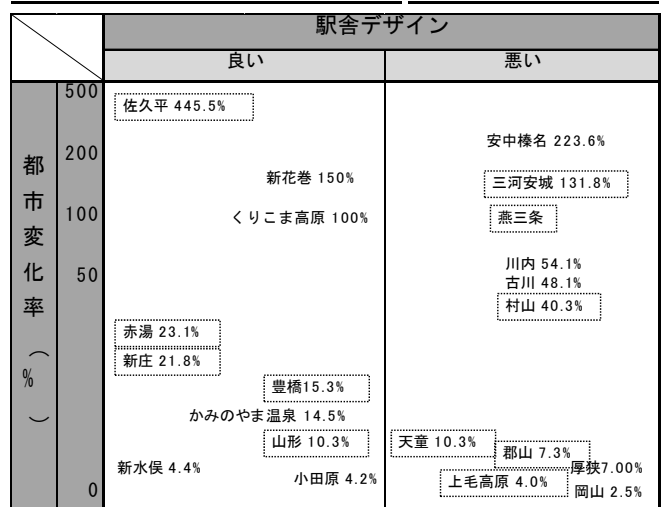 駅舎デザイン
良い
悪い
都市変化率（%）
500
200
100
50
0
佐久平 445.5%
安中榛名 223.6%
新花巻 150%
三河安城 131.8%
くりこま高原 100%
燕三条
川内 54.1%
古川 48.1%
村山 40.3%
赤湯 23.1%
新庄 21.8%
豊橋15.3%
かみのやま温泉 14.5%
山形 10.3%
天童 10.3%
郡山 7.3%
厚狭7.00%
新水俣 4.4%
小田原 4.2%
上毛高原 4.0%
岡山 2.5%